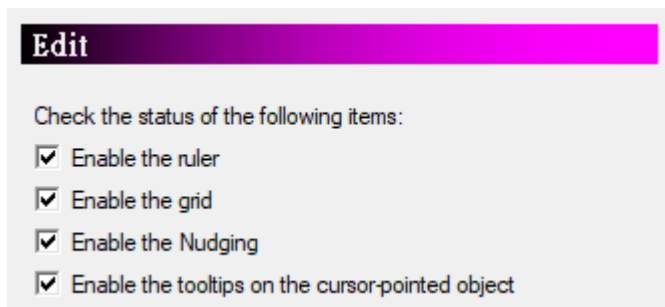 Edit
Check the status of the following items:
Enable the ruler
Enable the grid
Enable the Nudging
Enable the tooltips on the cursor-pointed object